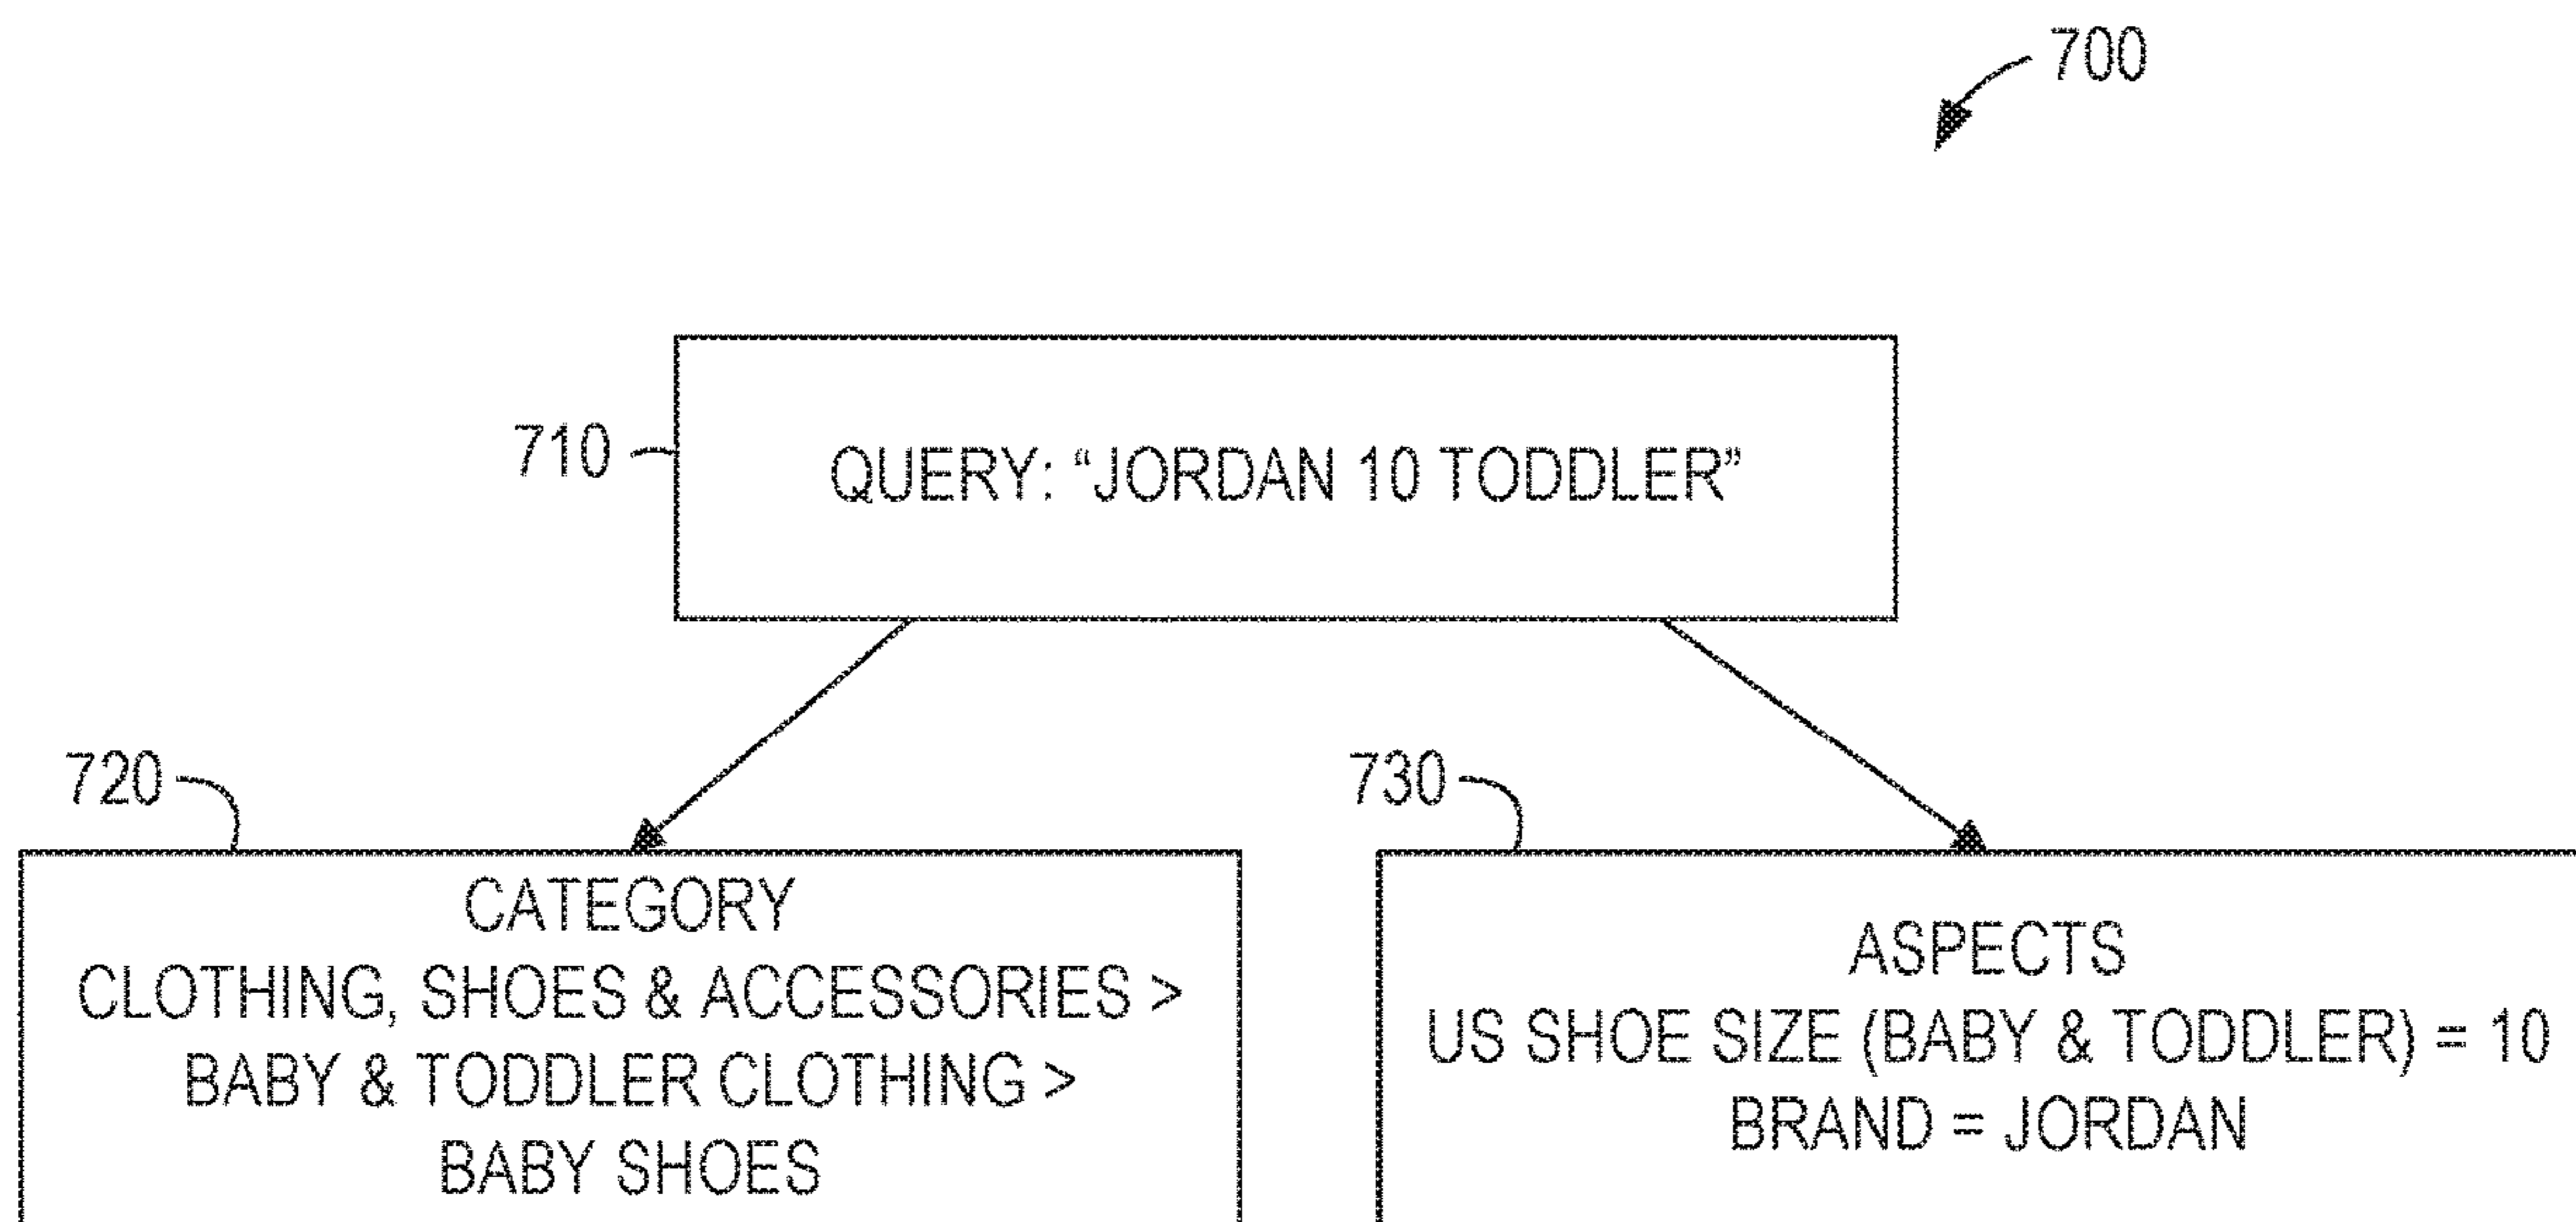 700
710
QUERY: “JORDAN 10 TODDLER”
720
CATEGORY
CLOTHING, SHOES & ACCESSORIES >
BABY & TODDLER CLOTHING >
BABY SHOES
730
ASPECTS
US SHOE SIZE (BABY & TODDLER) = 10
BRAND = JORDAN